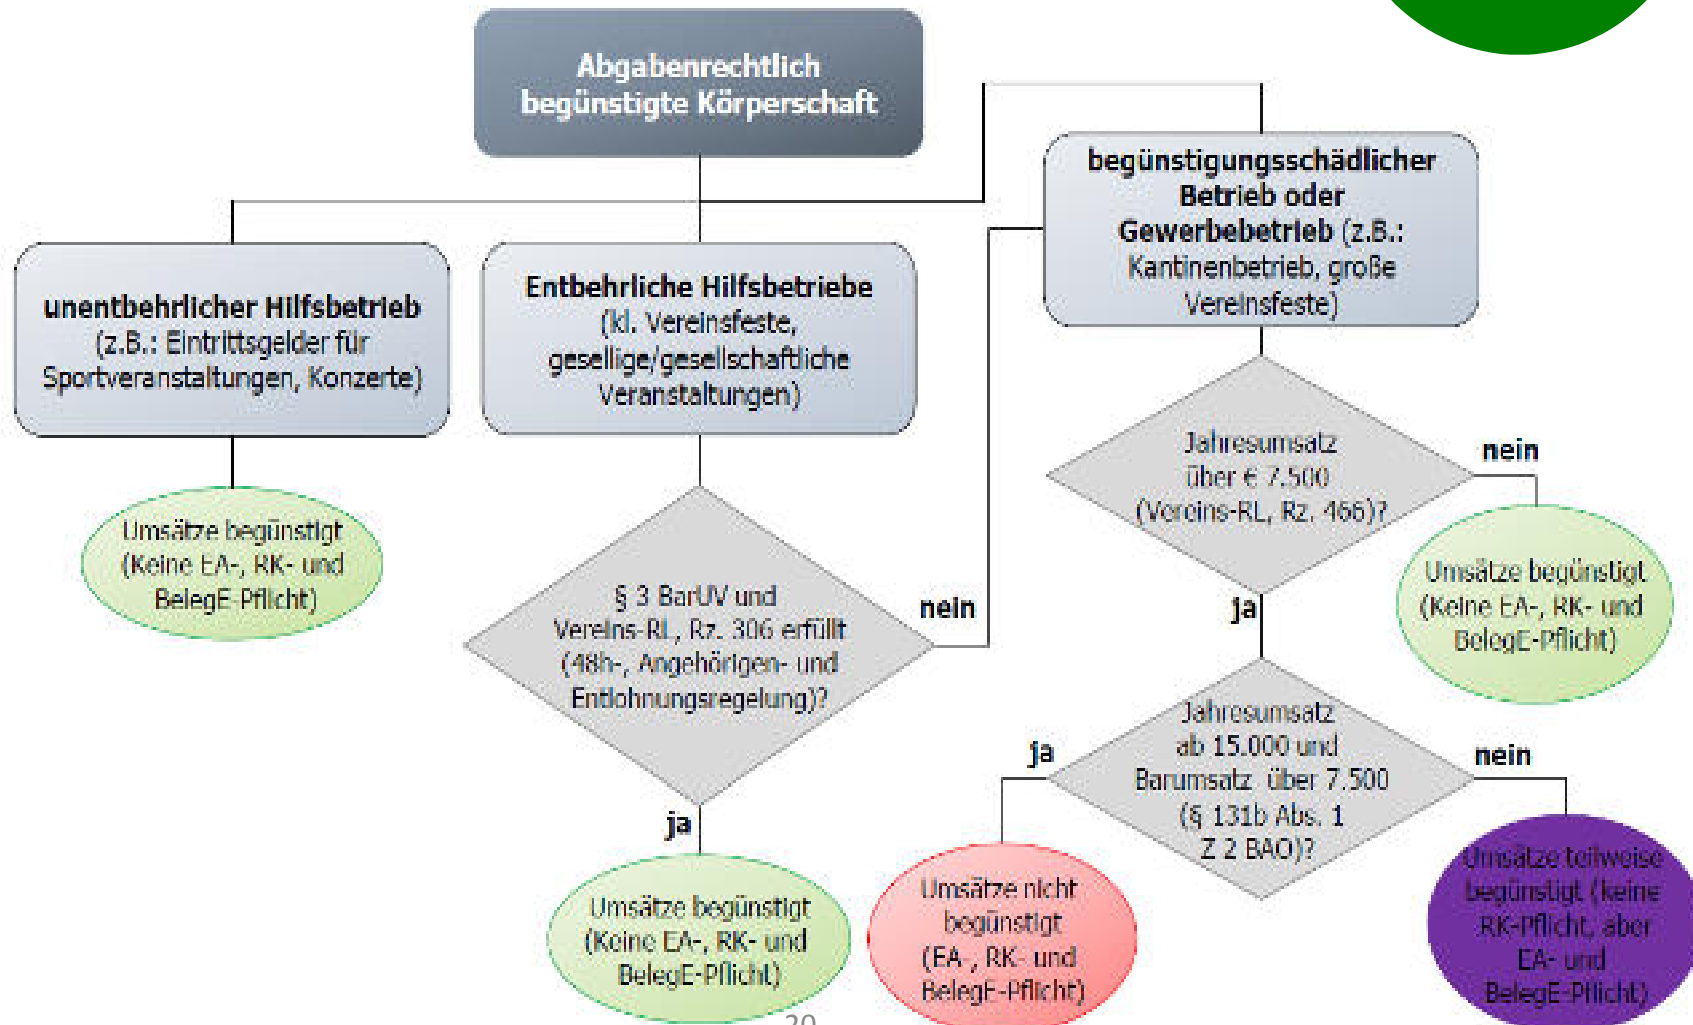 Abgabenrechtlich
begünstigte Körperschaft
unentbehrlicher Hilfsbetrieb
(z.B.: Eintrittsgelder für
Sportveranstaltungen, Konzerte)
Umsätze begünstigt
(Keine EA-, RK- und
BelegE-Pflicht)
Entbehrliche Hilfsbetriebe
(kl. Vereinsfeste,
gesellige/gesellschaftliche
Veranstaltungen)
§ 3 BarUV und
Vereins-RL, Rz. 306 erfüllt
(48h-, Angehörigen- und
Entlohnungsregelung)?
nein
ja
Umsätze begünstigt
(Keine EA-, RK- und
BelegE-Pflicht)
begünstigungsschädlicher
Betrieb oder
Gewerbebetrieb (z.B.:
Kantinenbetrieb, große
Vereinsfeste)
Jahresumsatz
über € 7.500
(Vereins-RL, Rz. 466)?
nein
Umsätze begünstigt
(Keine EA-, RK- und
BelegE-Pflicht)
ja
Jahresumsatz
ab 15.000 und
Barumsatz über 7.500
(§ 131b Abs. 1
Z 2 BAO)?
ja
Umsätze nicht
begünstigt
(EA-, RK- und
BelegE-Pflicht)
nein
Umsätze teilweise
begünstigt (keine
RK-Pflicht, aber
EA- und
BelegE-Pflicht)
20